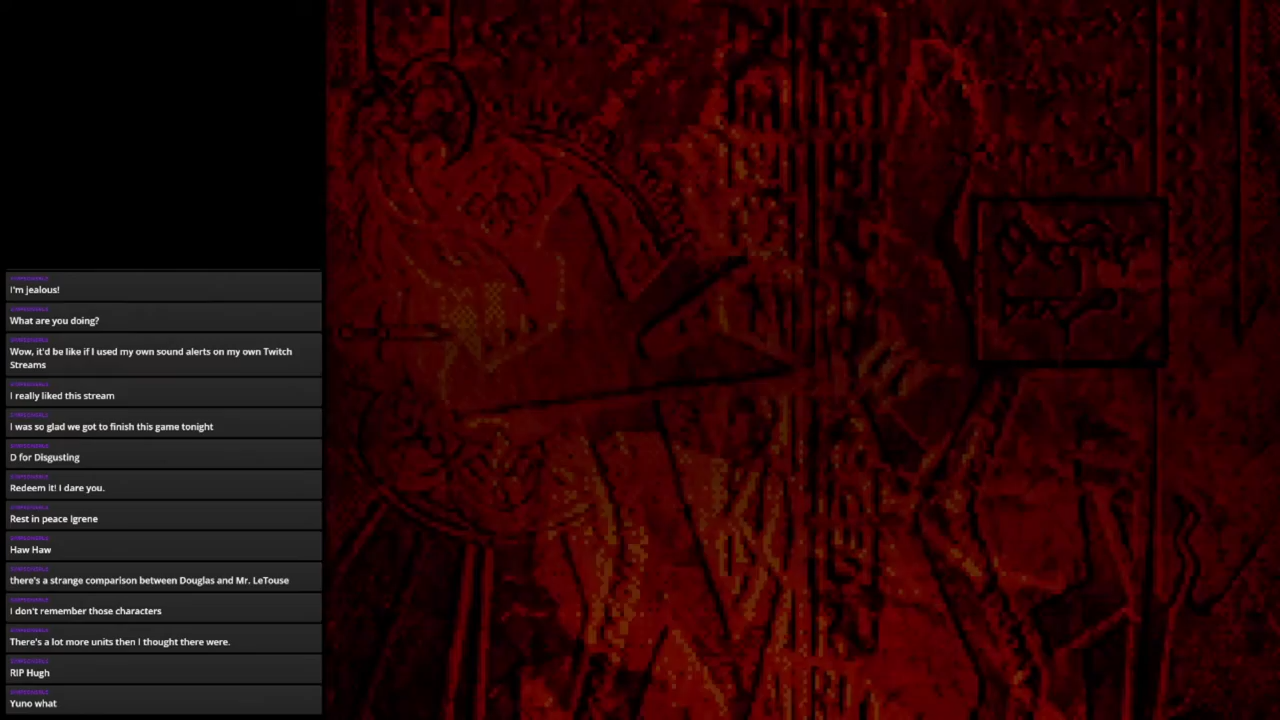 I'm jealous!
What are you doing?
Wow, it'd be like if I used my own sound alerts on my own Twitch
Streams
I really liked this stream
I was so glad we got to finish this game tonight
D for Disgusting
Redeem it! I dare you.
Rest in peace Igrene
Haw Haw
there's a strange comparison between Douglas and Mr. LeTouse
I don't remember those characters
There's a lot more units then I thought there were.
RIP Hugh
Yuno what